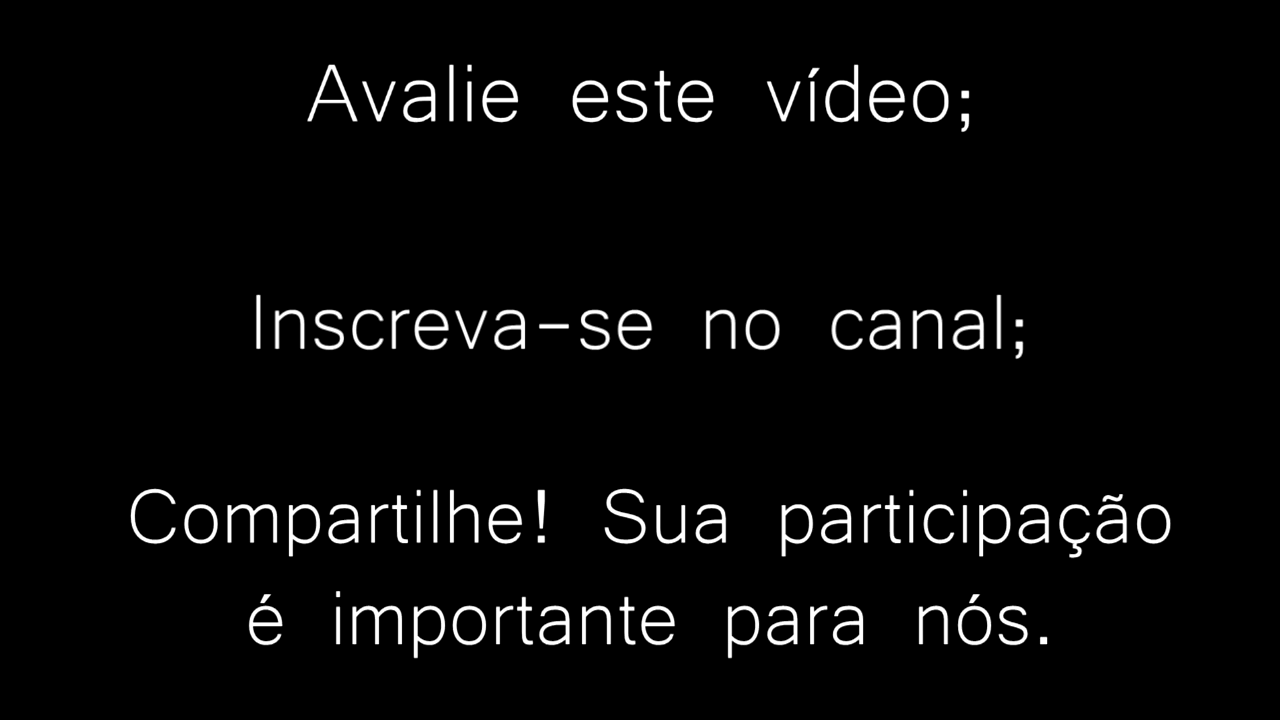 Avalie este vídeo;
Inscreva-se no canal;
Compartilhe! Sua participação
é importante para nós.